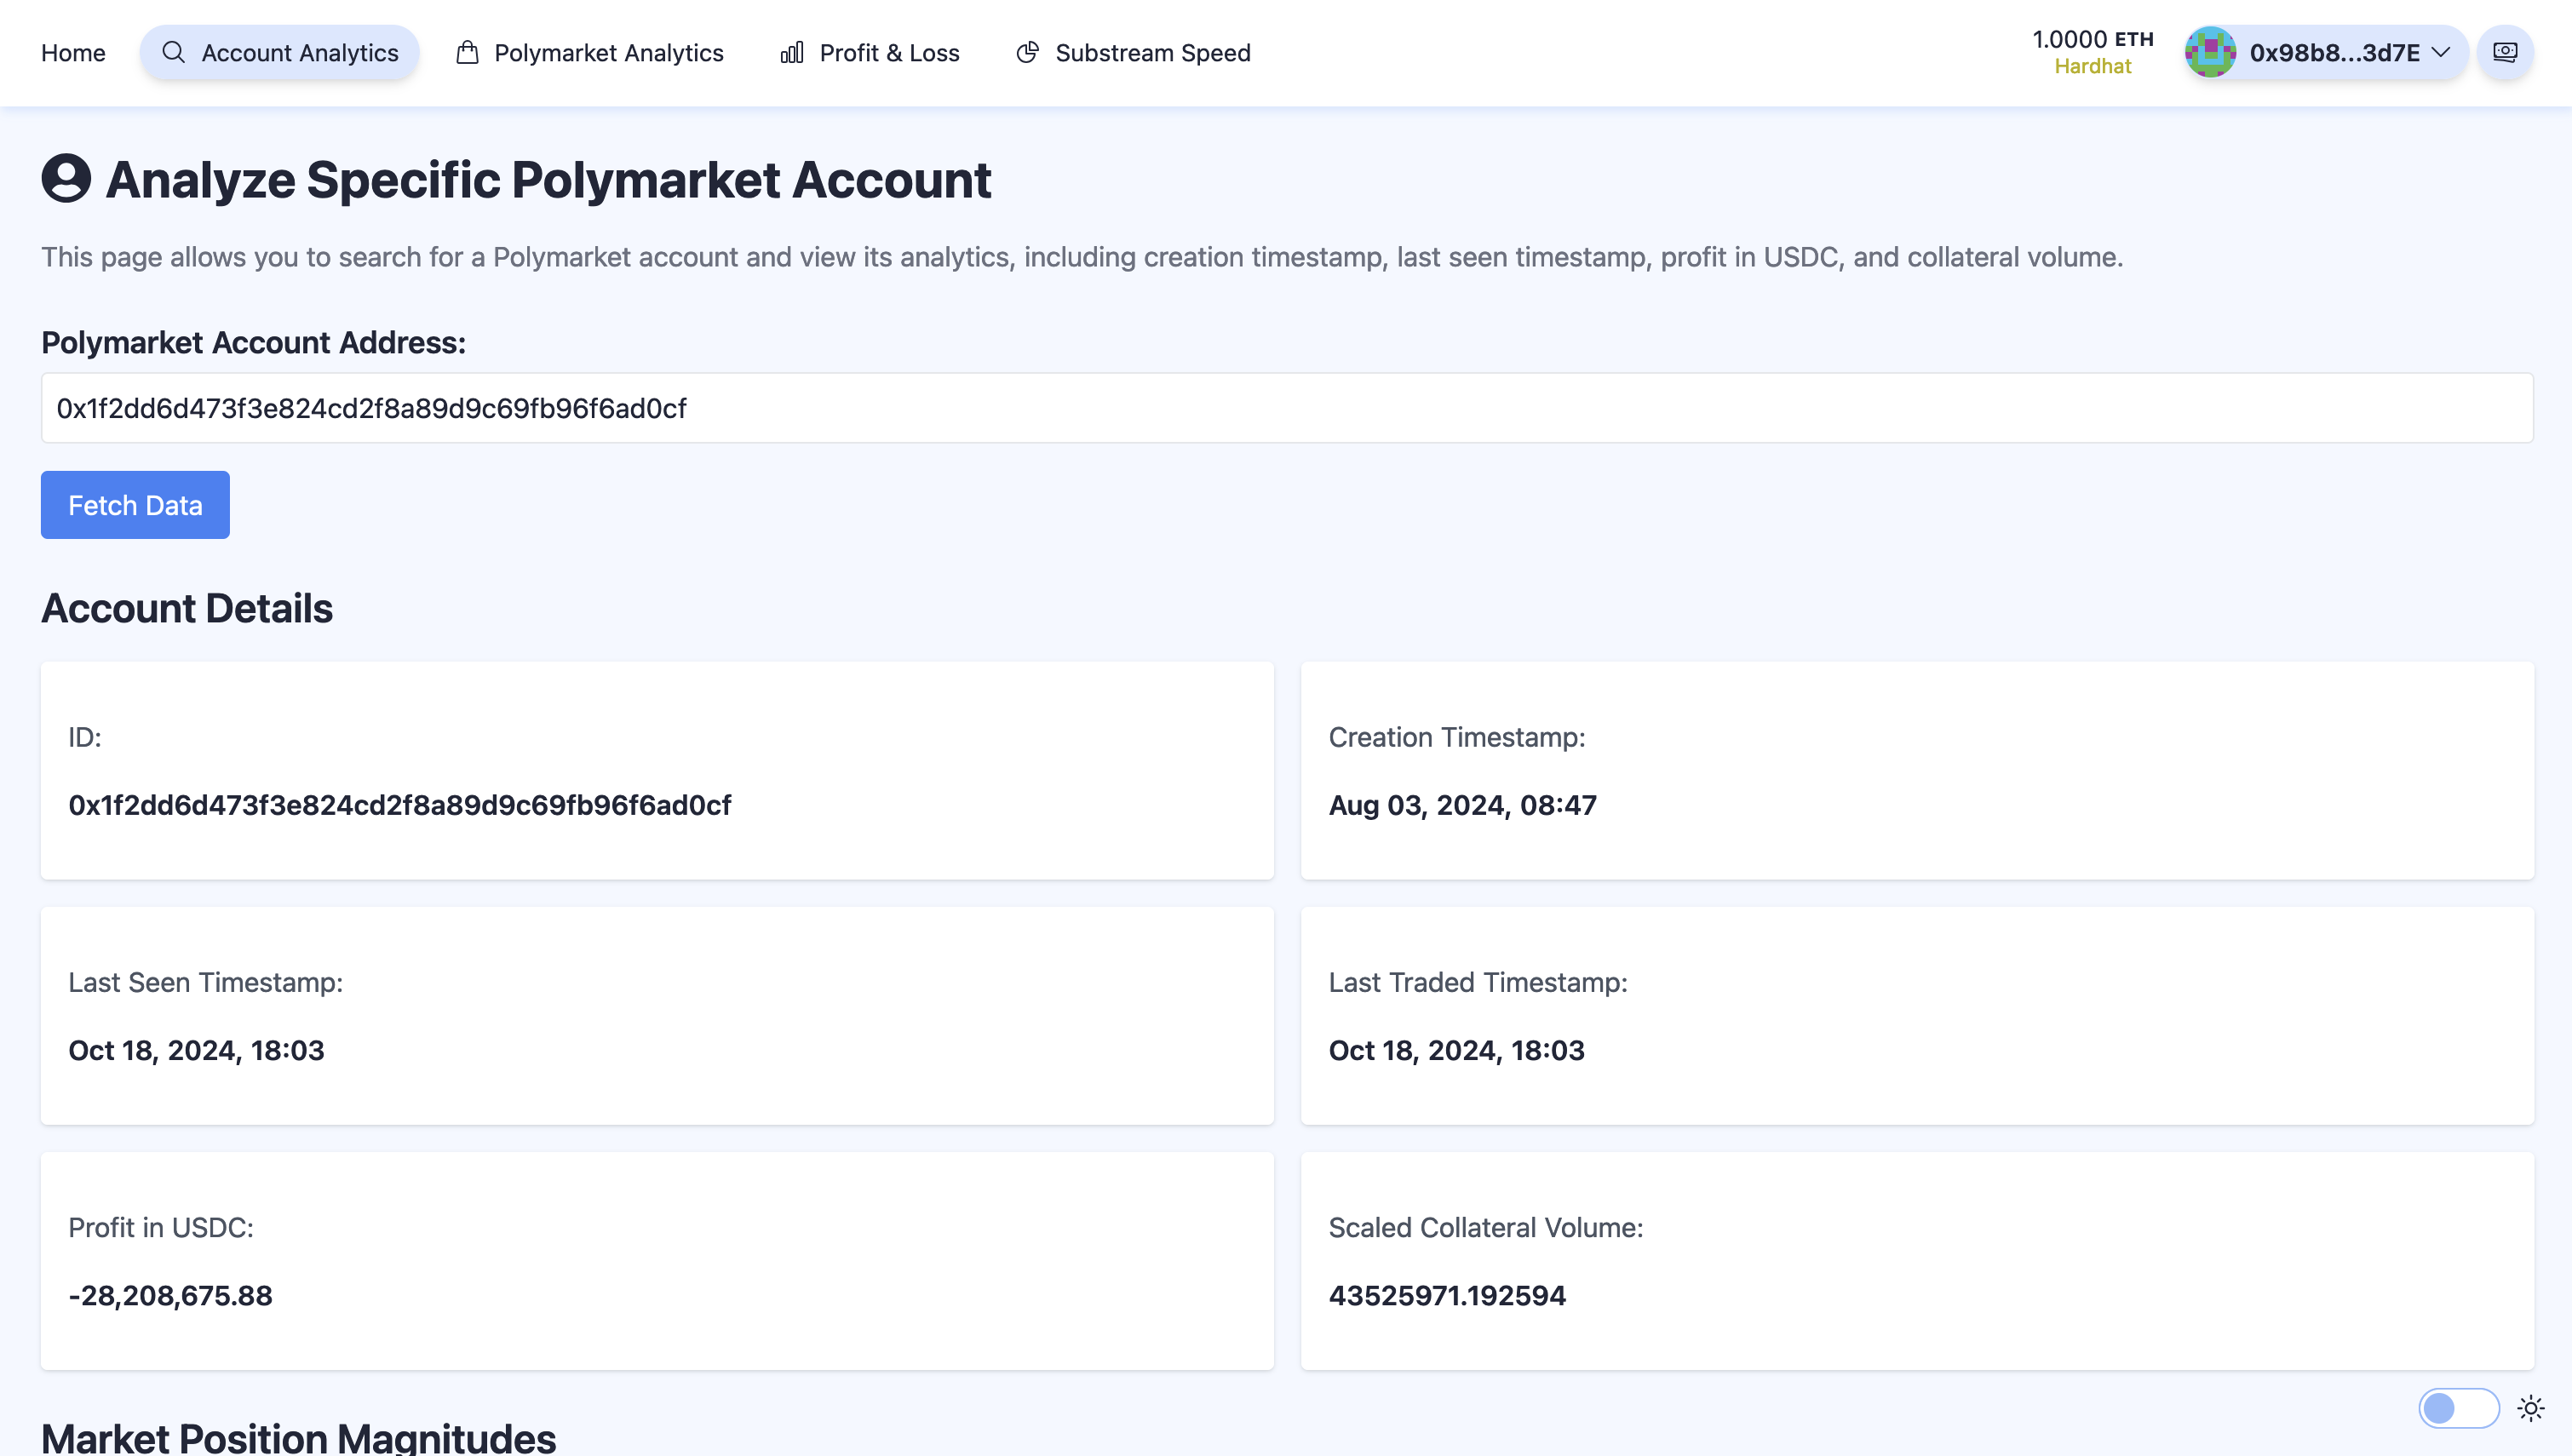 Home
Account Analytics
Polymarket Analytics
Profit & Loss
Substream Speed
1.0000 ETH
Hardhat
0x98b8...3d7E
Analyze Specific Polymarket Account
This page allows you to search for a Polymarket account and view its analytics, including creation timestamp, last seen timestamp, profit in USDC, and collateral volume.
Polymarket Account Address:
0x1f2dd6d473f3e824cd2f8a89d9c69fb96f6ad0cf
Fetch Data
Account Details
ID:
0x1f2dd6d473f3e824cd2f8a89d9c69fb96f6ad0cf
Creation Timestamp:
Aug 03, 2024, 08:47
Last Seen Timestamp:
Oct 18, 2024, 18:03
Last Traded Timestamp:
Oct 18, 2024, 18:03
Profit in USDC:
-28,208,675.88
Scaled Collateral Volume:
43525971.192594
Market Position Magnitudes